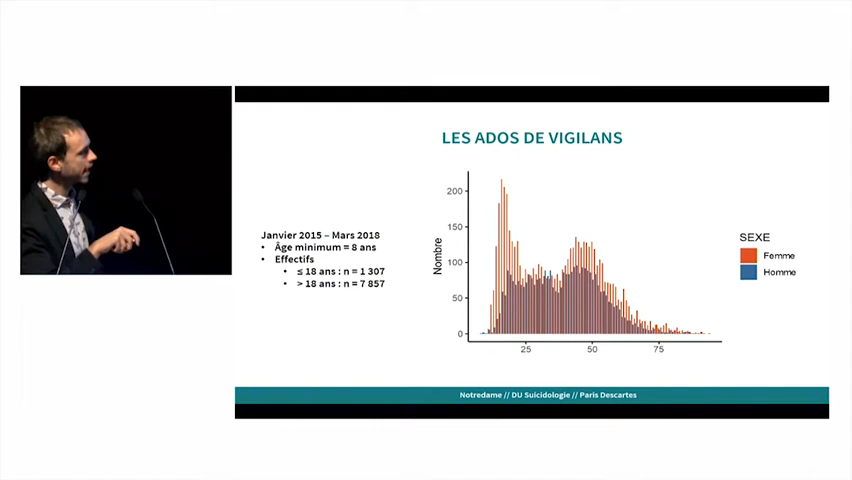 LES ADOS DE VIGILANS
Janvier 2015 – Mars 2018
• Âge minimum = 8 ans
• Effectifs
• ≤ 18 ans : n = 1 307
• > 18 ans : n = 7 857
Nombre
200
150
100
50
0
25
50
75
SEXE
Femme
Homme
Notredame // DU Suicidologie // Paris Descartes